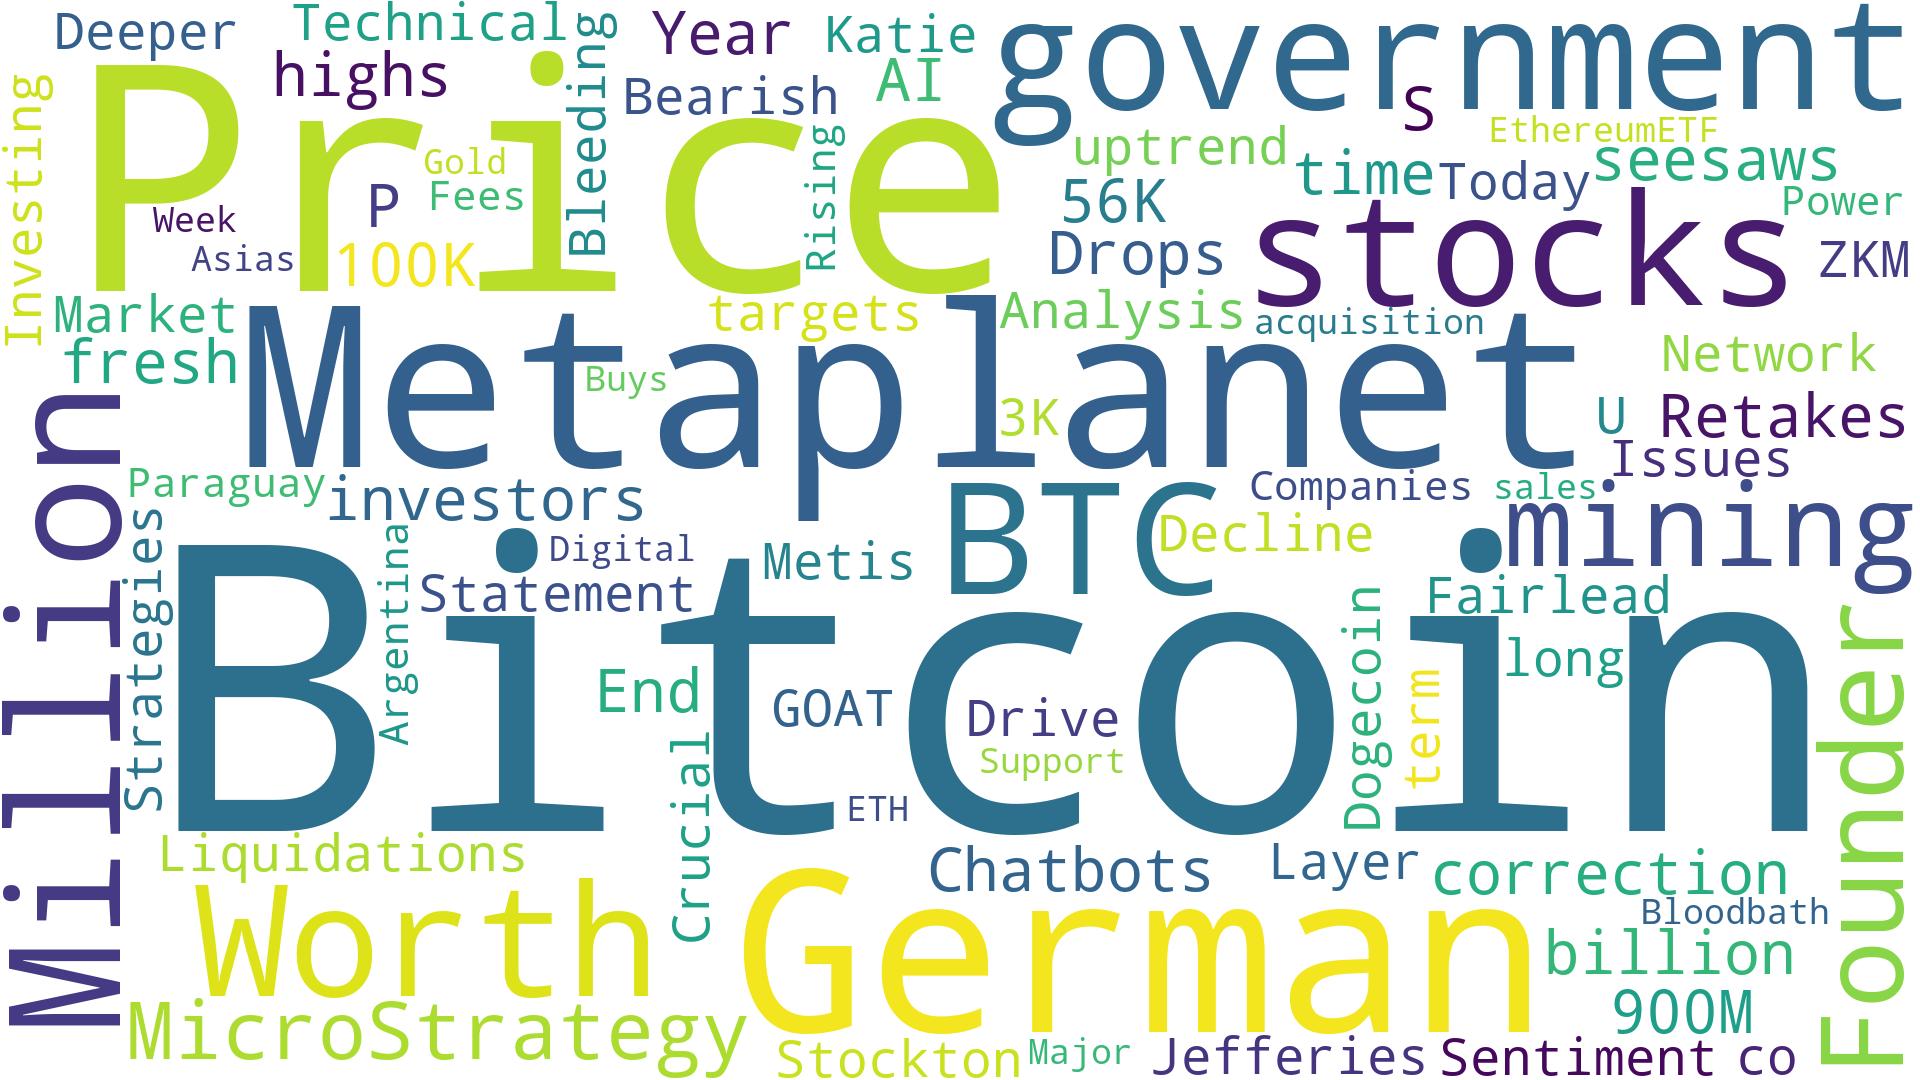 Deeper
Technical
Year
Katie
government
highs
Bleeding
Bearish
AI
S
EthereumETF
Investing
Price
Gold
Rising
uptrend
time
Today
seesaws
P
Fees
56K
stocks
Power
Week
Asias
100K
Drops
ZKM
Market
targets
Analysis
acquisition
fresh
Metaplanet
Buys
3K
Network
U
Retakes
Million
Issues
Paraguay
investors
BTC
Companies
sales
mining
Strategies
Argentina
Digital
Metis
Decline
Statement
Fairlead
Bitcoin
End
GOAT
Drive
Dogecoin
term
long
Founder
Support
Crucial
ETH
Liquidations
Chatbots
Layer
correction
Worth
German
Bloodbath
billion
MicroStrategy
900M
Stockton
Major
Jefferies
Sentiment
co